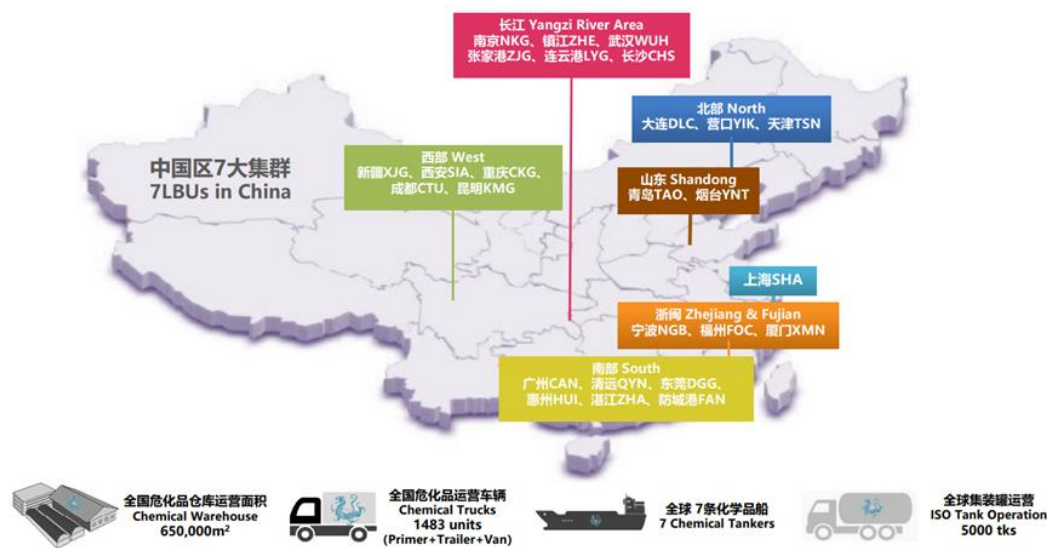 长江 Yangzi River Area
南京NKG、镇江ZHE、武汉WUH
张家港ZJG、连云港LYG、长沙CHS
北部 North
大连DLC、营口YIK、天津TSN
中国区7大集群
7LBUs in China
西部 West
新疆XJG、西安SIA、重庆CKG、
成都CTU、昆明KMG
山东 Shandong
青岛TAO、烟台YNT
上海SHA
浙闽 Zhejiang & Fujian
宁波NGB、福州FOC、厦门XMN
南部 South
广州CAN、清远QYN、东莞DGG、
惠州HUI、湛江ZHA、防城港FAN
全国危化品仓库运营面积
Chemical Warehouse
650,000m²
全国危化品运营车辆
Chemical Trucks
1483 units
(Primer+Trailer+Van)
全球 7条化学品船
7 Chemical Tankers
全球集装罐运营
ISO Tank Operation
5000 tks